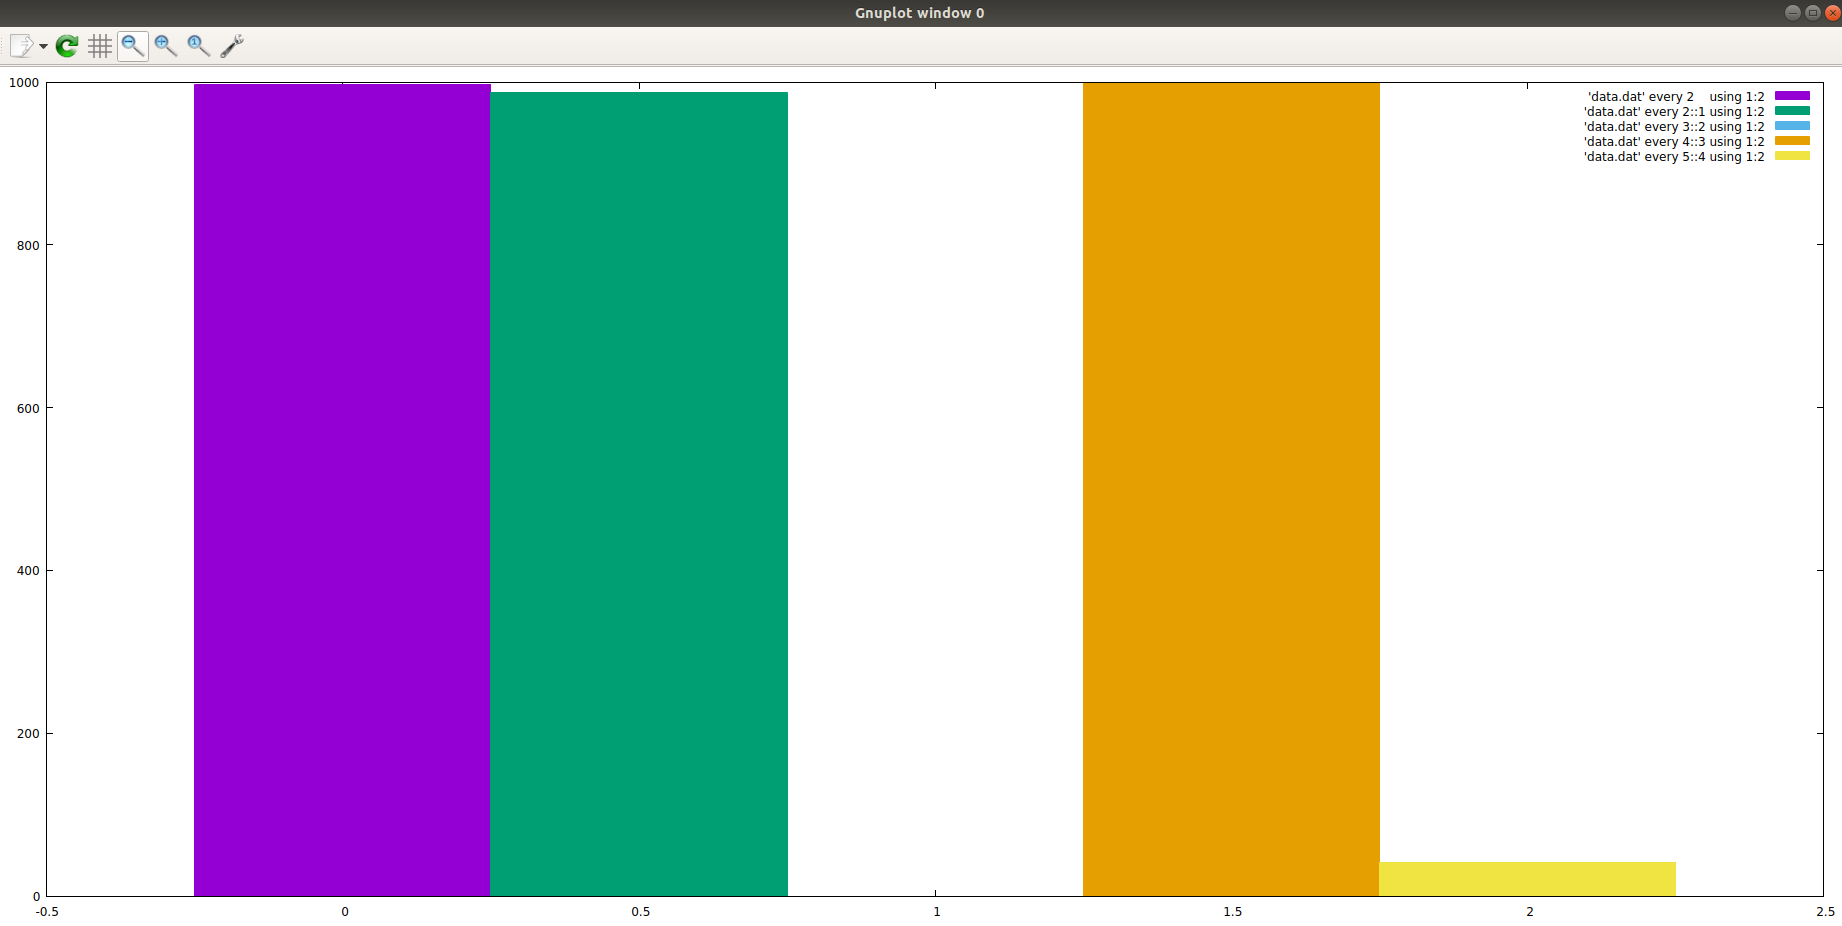 Gnuplot window 0
1000
800
600
400
200
0
'data.dat' every 2    using 1:2
'data.dat' every 2::1 using 1:2
'data.dat' every 3::2 using 1:2
'data.dat' every 4::3 using 1:2
'data.dat' every 5::4 using 1:2
-0.5 0 0.5 1 1.5 2 2.5